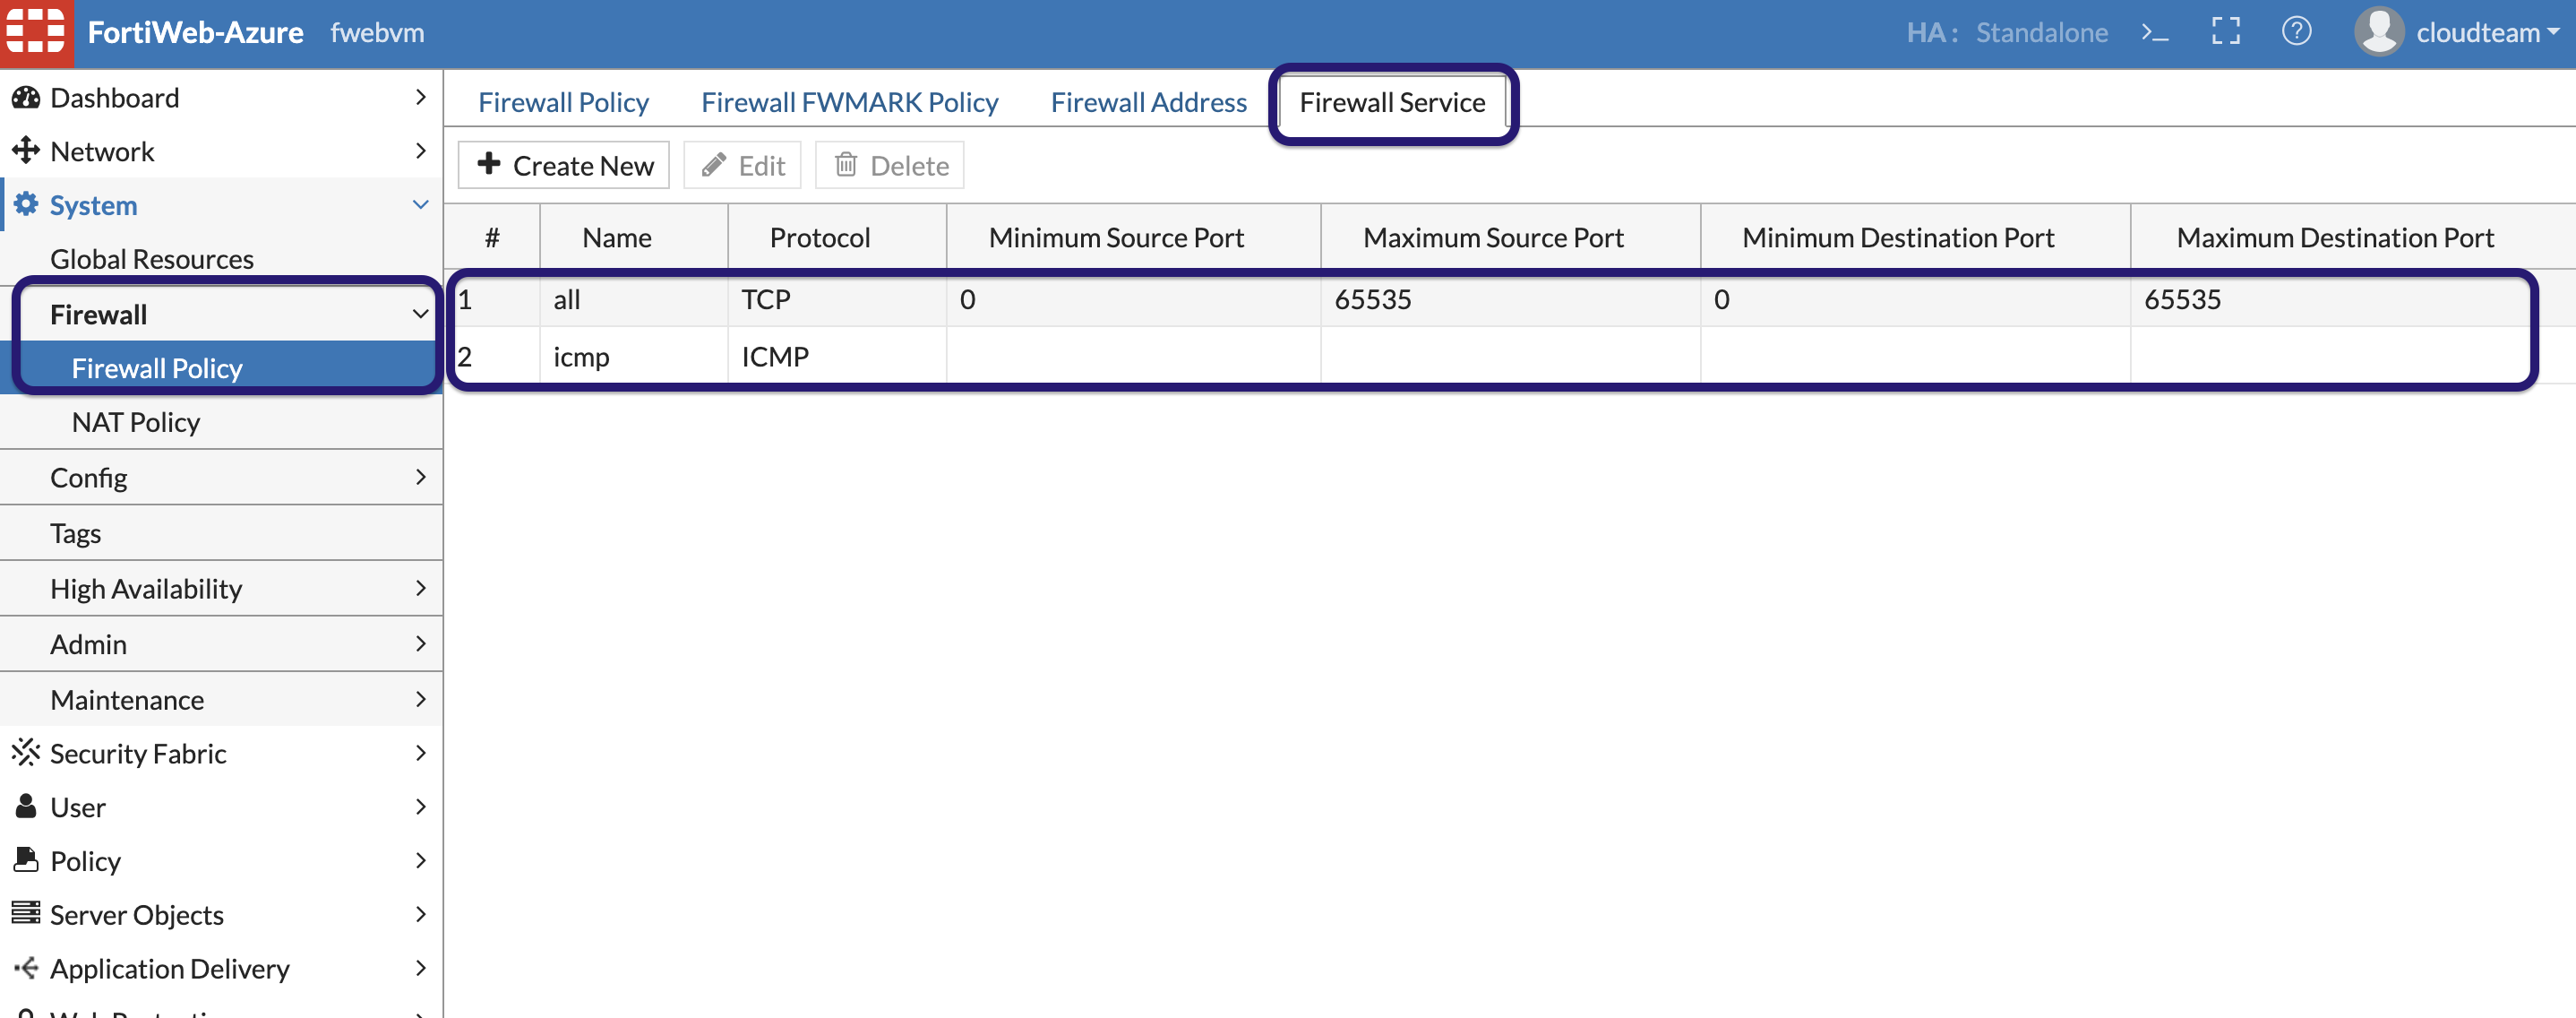 FortiWeb-Azure fwebvm HA: Standalone >_ ? cloudteam
Dashboard
Network
System
Global Resources
Firewall
Firewall Policy
NAT Policy
Config
Tags
High Availability
Admin
Maintenance
Security Fabric
User
Policy
Server Objects
Application Delivery
Firewall Policy Firewall FWMARK Policy Firewall Address Firewall Service
Create New Edit Delete
# Name Protocol Minimum Source Port Maximum Source Port Minimum Destination Port Maximum Destination Port
1 all TCP 0 65535 0 65535
2 icmp ICMP